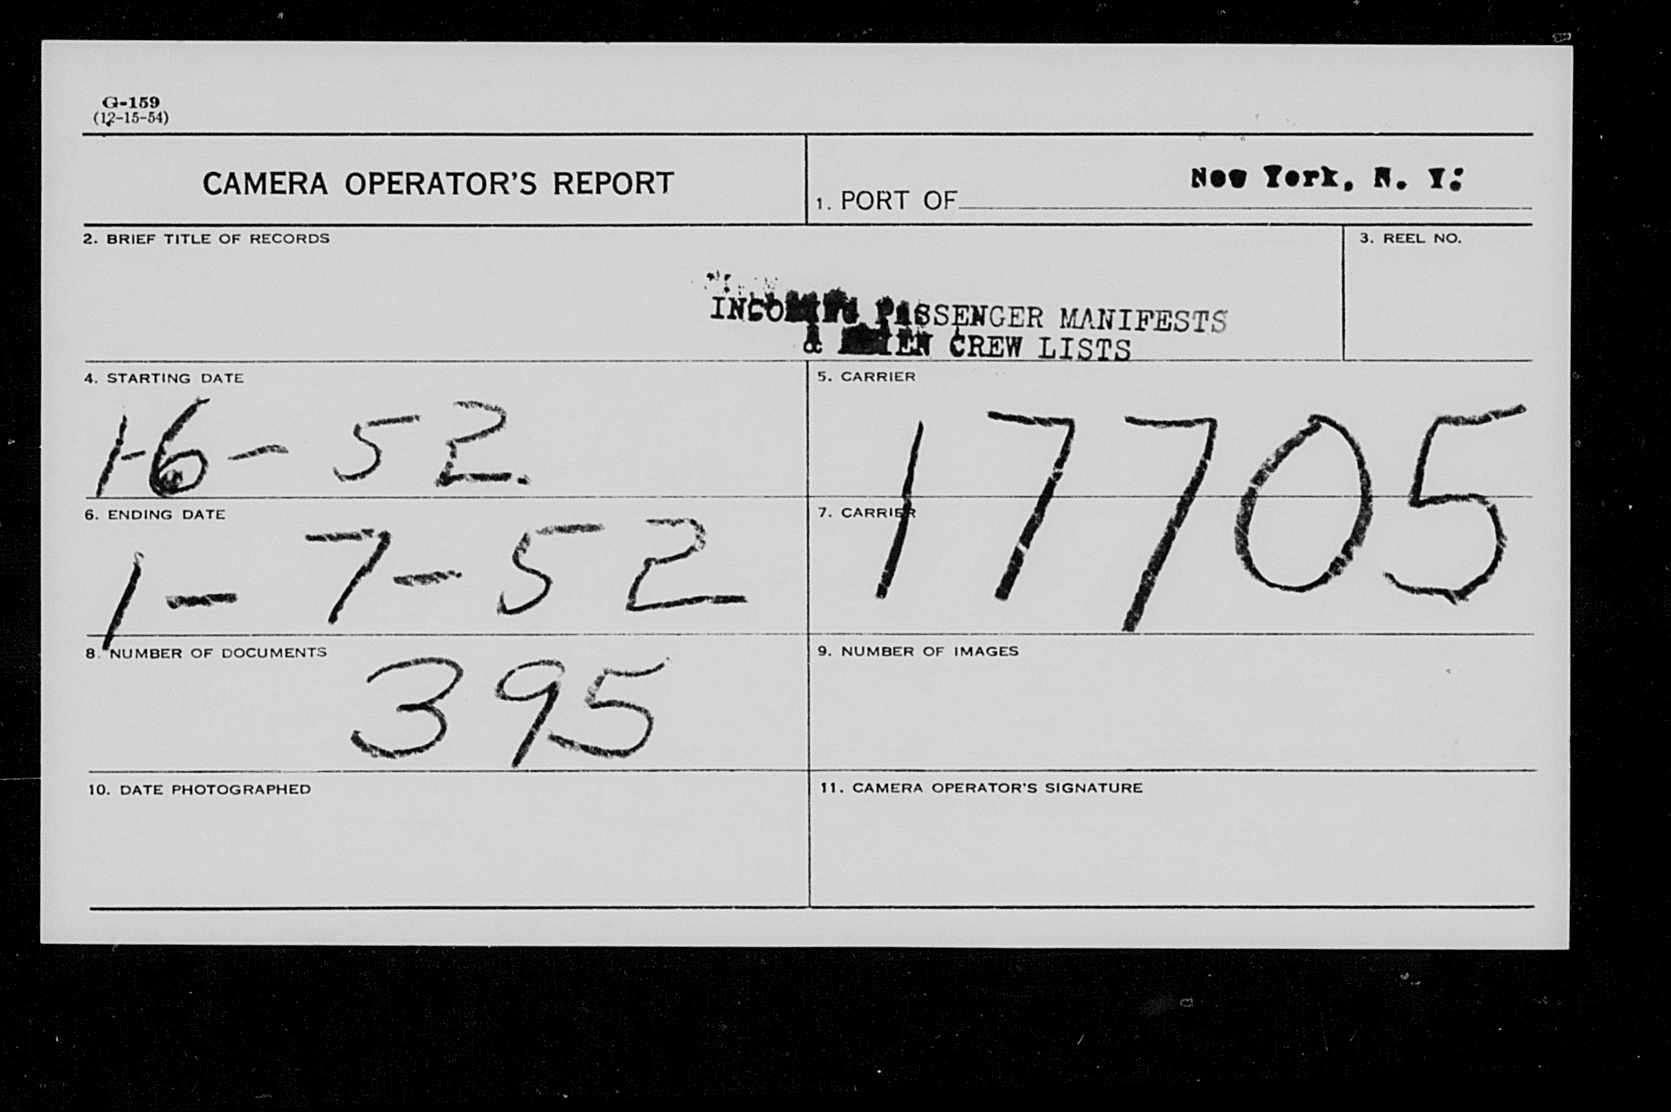 G-159
(12-15-54)
CAMERA OPERATOR'S REPORT
1. PORT OF New York, N. Y.
2. BRIEF TITLE OF RECORDS
3. REEL NO.
INCOMING PASSENGER MANIFESTS
& ALIEN CREW LISTS
4. STARTING DATE
1-6-52.
5. CARRIER
17705
6. ENDING DATE
1-7-52
7. CARRIER
8. NUMBER OF DOCUMENTS
395
9. NUMBER OF IMAGES
10. DATE PHOTOGRAPHED
11. CAMERA OPERATOR'S SIGNATURE